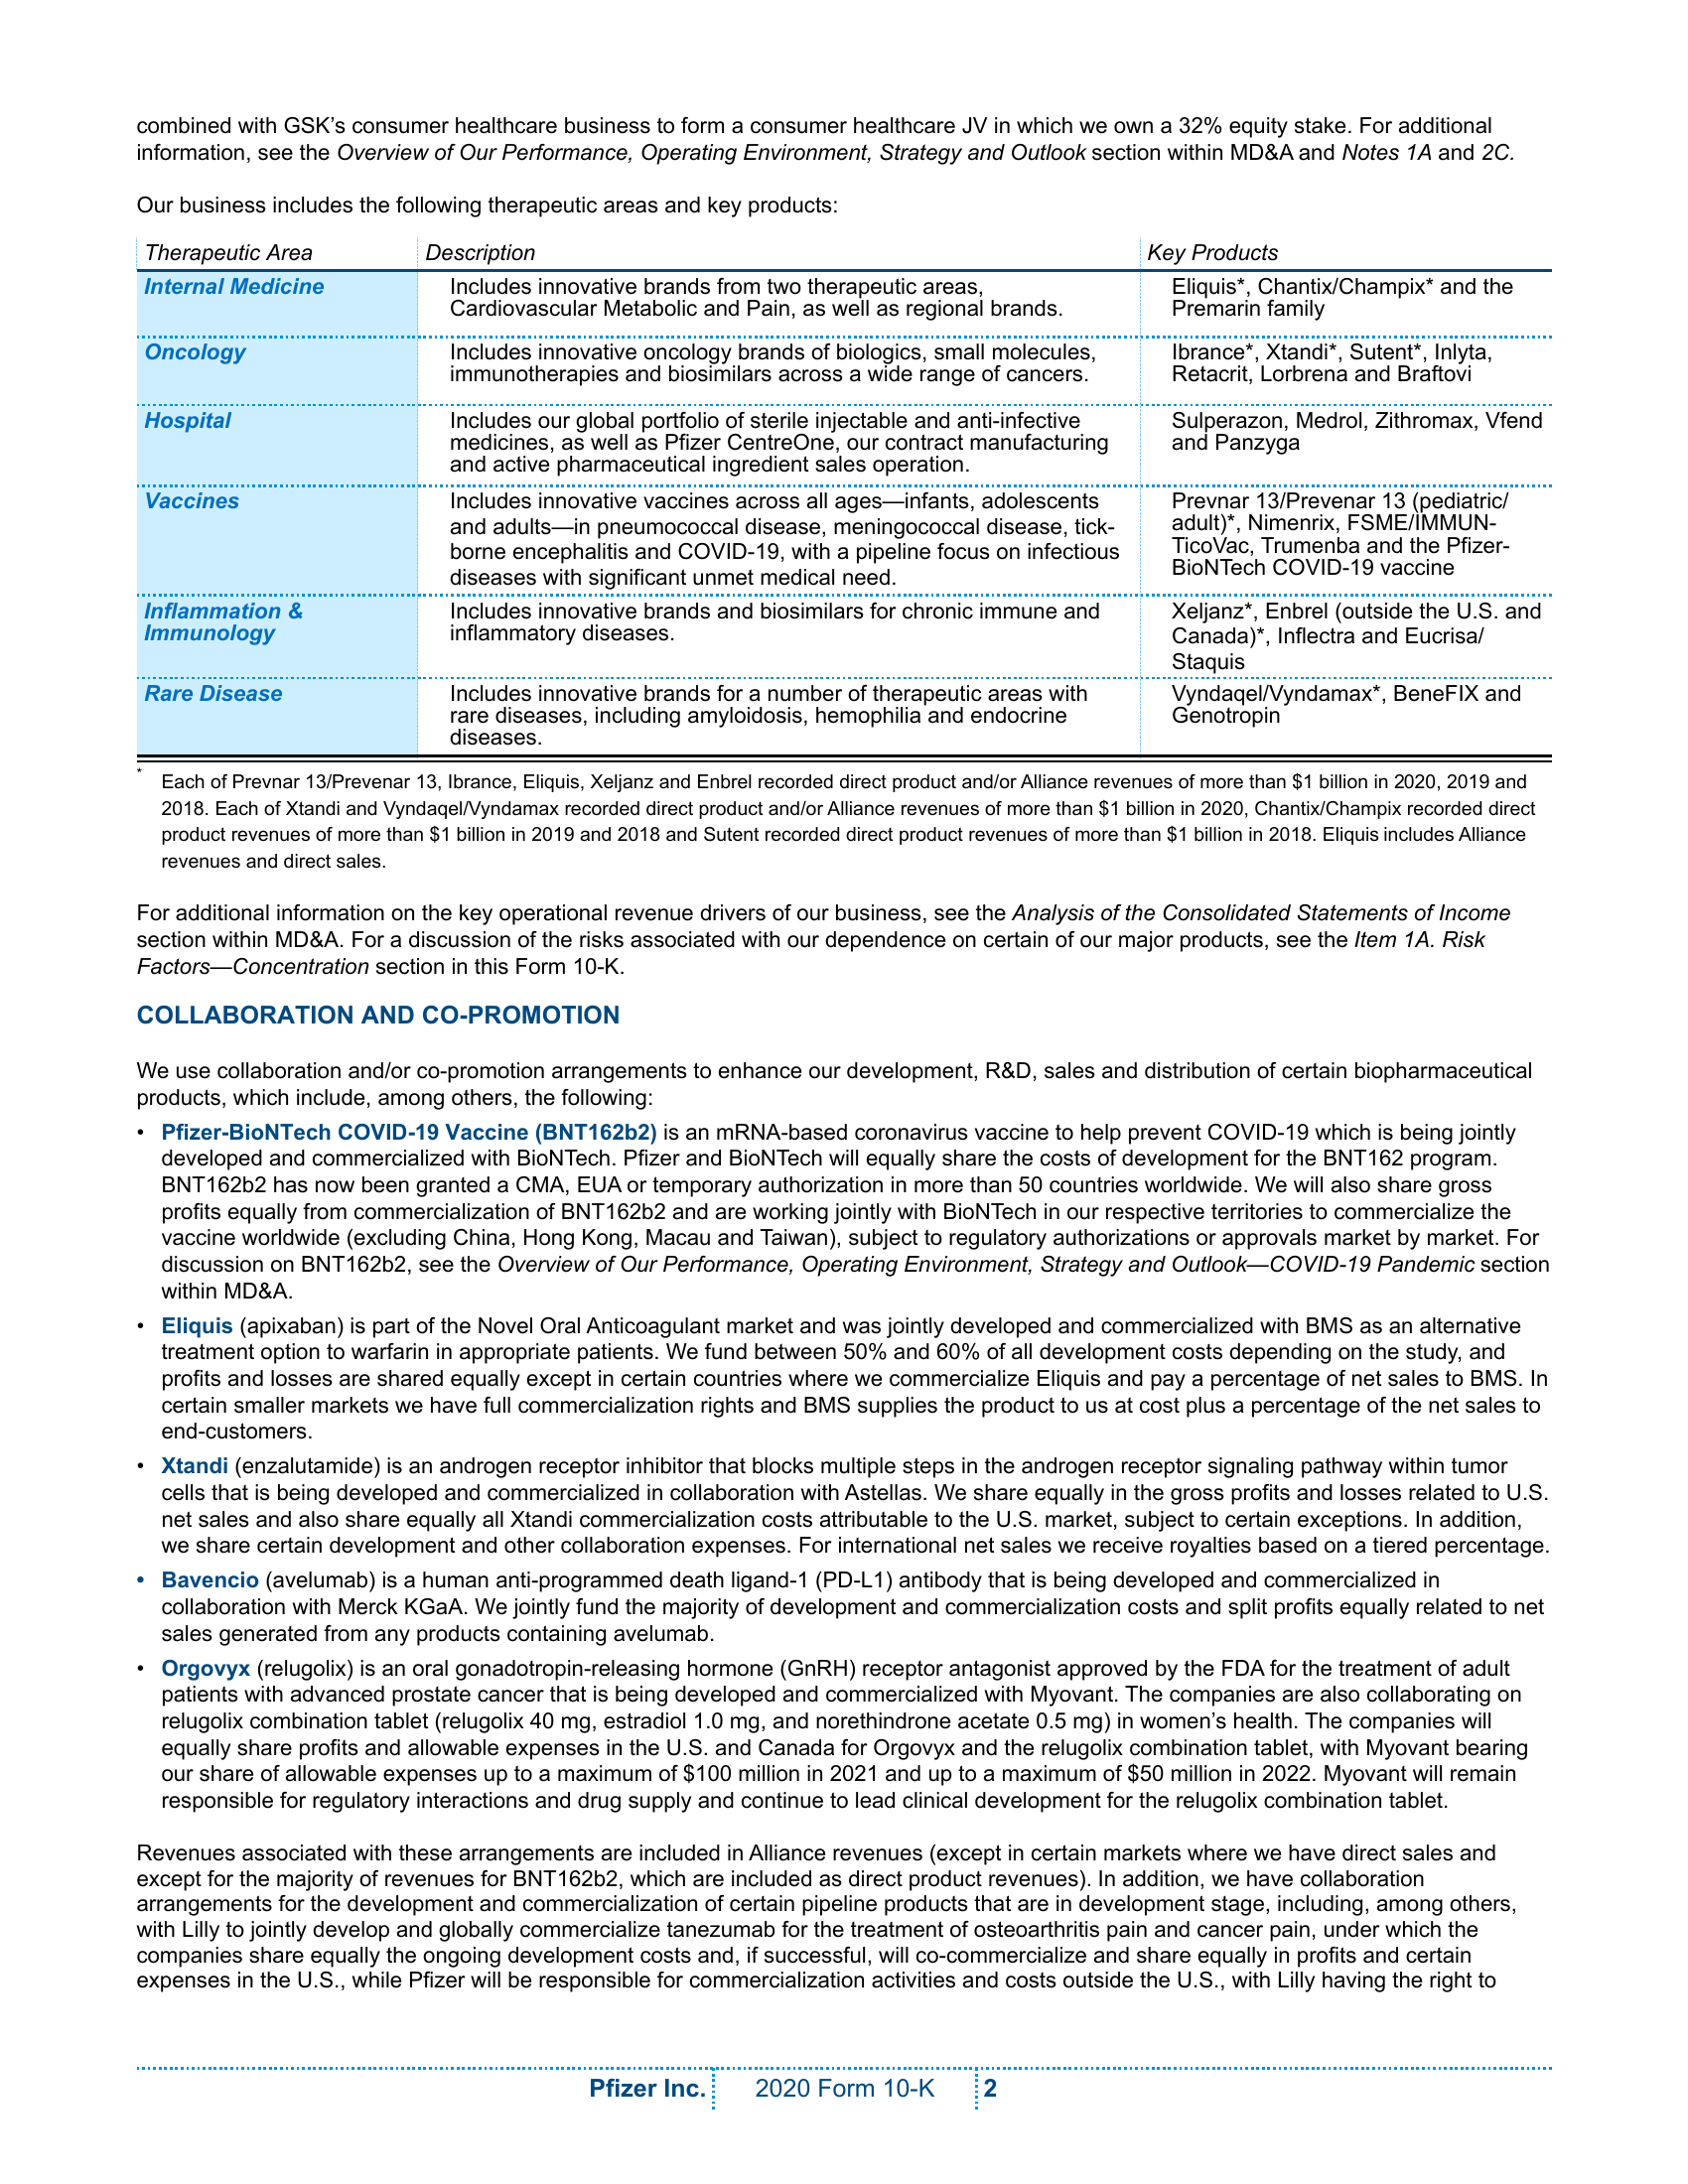 combined with GSK’s consumer healthcare business to form a consumer healthcare JV in which we own a 32% equity stake. For additional
information, see the Overview of Our Performance, Operating Environment, Strategy and Outlook section within MD&A and Notes 1A and 2C.
Our business includes the following therapeutic areas and key products:
Therapeutic Area Description Key Products
Internal Medicine Includes innovative brands from two therapeutic areas, Eliquis*, Chantix/Champix* and the
Cardiovascular Metabolic and Pain, as well as regional brands. Premarin family
Oncology Includes innovative oncology brands of biologics, small molecules, Ibrance*, Xtandi*, Sutent*, Inlyta,
immunotherapies and biosimilars across a wide range of cancers. Retacrit, Lorbrena and Braftovi
Hospital Includes our global portfolio of sterile injectable and anti-infective Sulperazon, Medrol, Zithromax, Vfend
medicines, as well as Pfizer CentreOne, our contract manufacturing and Panzyga
and active pharmaceutical ingredient sales operation.
Vaccines Includes innovative vaccines across all ages—infants, adolescents Prevnar 13/Prevenar 13 (pediatric/
and adults—in pneumococcal disease, meningococcal disease, tick- adult)*, Nimenrix, FSME/IMMUN-
borne encephalitis and COVID-19, with a pipeline focus on infectious TicoVac, Trumenba and the Pfizer-
diseases with significant unmet medical need. BioNTech COVID-19 vaccine
Inflammation & Includes innovative brands and biosimilars for chronic immune and Xeljanz*, Enbrel (outside the U.S. and
Immunology inflammatory diseases. Canada)*, Inflectra and Eucrisa/
Staquis
Rare Disease Includes innovative brands for a number of therapeutic areas with Vyndaqel/Vyndamax*, BeneFIX and
rare diseases, including amyloidosis, hemophilia and endocrine Genotropin
diseases.
* Each of Prevnar 13/Prevenar 13, Ibrance, Eliquis, Xeljanz and Enbrel recorded direct product and/or Alliance revenues of more than $1 billion in 2020, 2019 and
2018. Each of Xtandi and Vyndaqel/Vyndamax recorded direct product and/or Alliance revenues of more than $1 billion in 2020, Chantix/Champix recorded direct
product revenues of more than $1 billion in 2019 and 2018 and Sutent recorded direct product revenues of more than $1 billion in 2018. Eliquis includes Alliance
revenues and direct sales.
For additional information on the key operational revenue drivers of our business, see the Analysis of the Consolidated Statements of Income
section within MD&A. For a discussion of the risks associated with our dependence on certain of our major products, see the Item 1A. Risk
Factors—Concentration section in this Form 10-K.
COLLABORATION AND CO-PROMOTION
We use collaboration and/or co-promotion arrangements to enhance our development, R&D, sales and distribution of certain biopharmaceutical
products, which include, among others, the following:
• Pfizer-BioNTech COVID-19 Vaccine (BNT162b2) is an mRNA-based coronavirus vaccine to help prevent COVID-19 which is being jointly
developed and commercialized with BioNTech. Pfizer and BioNTech will equally share the costs of development for the BNT162 program.
BNT162b2 has now been granted a CMA, EUA or temporary authorization in more than 50 countries worldwide. We will also share gross
profits equally from commercialization of BNT162b2 and are working jointly with BioNTech in our respective territories to commercialize the
vaccine worldwide (excluding China, Hong Kong, Macau and Taiwan), subject to regulatory authorizations or approvals market by market. For
discussion on BNT162b2, see the Overview of Our Performance, Operating Environment, Strategy and Outlook—COVID-19 Pandemic section
within MD&A.
• Eliquis (apixaban) is part of the Novel Oral Anticoagulant market and was jointly developed and commercialized with BMS as an alternative
treatment option to warfarin in appropriate patients. We fund between 50% and 60% of all development costs depending on the study, and
profits and losses are shared equally except in certain countries where we commercialize Eliquis and pay a percentage of net sales to BMS. In
certain smaller markets we have full commercialization rights and BMS supplies the product to us at cost plus a percentage of the net sales to
end-customers.
• Xtandi (enzalutamide) is an androgen receptor inhibitor that blocks multiple steps in the androgen receptor signaling pathway within tumor
cells that is being developed and commercialized in collaboration with Astellas. We share equally in the gross profits and losses related to U.S.
net sales and also share equally all Xtandi commercialization costs attributable to the U.S. market, subject to certain exceptions. In addition,
we share certain development and other collaboration expenses. For international net sales we receive royalties based on a tiered percentage.
• Bavencio (avelumab) is a human anti-programmed death ligand-1 (PD-L1) antibody that is being developed and commercialized in
collaboration with Merck KGaA. We jointly fund the majority of development and commercialization costs and split profits equally related to net
sales generated from any products containing avelumab.
• Orgovyx (relugolix) is an oral gonadotropin-releasing hormone (GnRH) receptor antagonist approved by the FDA for the treatment of adult
patients with advanced prostate cancer that is being developed and commercialized with Myovant. The companies are also collaborating on
relugolix combination tablet (relugolix 40 mg, estradiol 1.0 mg, and norethindrone acetate 0.5 mg) in women’s health. The companies will
equally share profits and allowable expenses in the U.S. and Canada for Orgovyx and the relugolix combination tablet, with Myovant bearing
our share of allowable expenses up to a maximum of $100 million in 2021 and up to a maximum of $50 million in 2022. Myovant will remain
responsible for regulatory interactions and drug supply and continue to lead clinical development for the relugolix combination tablet.
Revenues associated with these arrangements are included in Alliance revenues (except in certain markets where we have direct sales and
except for the majority of revenues for BNT162b2, which are included as direct product revenues). In addition, we have collaboration
arrangements for the development and commercialization of certain pipeline products that are in development stage, including, among others,
with Lilly to jointly develop and globally commercialize tanezumab for the treatment of osteoarthritis pain and cancer pain, under which the
companies share equally the ongoing development costs and, if successful, will co-commercialize and share equally in profits and certain
expenses in the U.S., while Pfizer will be responsible for commercialization activities and costs outside the U.S., with Lilly having the right to
Pfizer Inc. 2020 Form 10-K 2